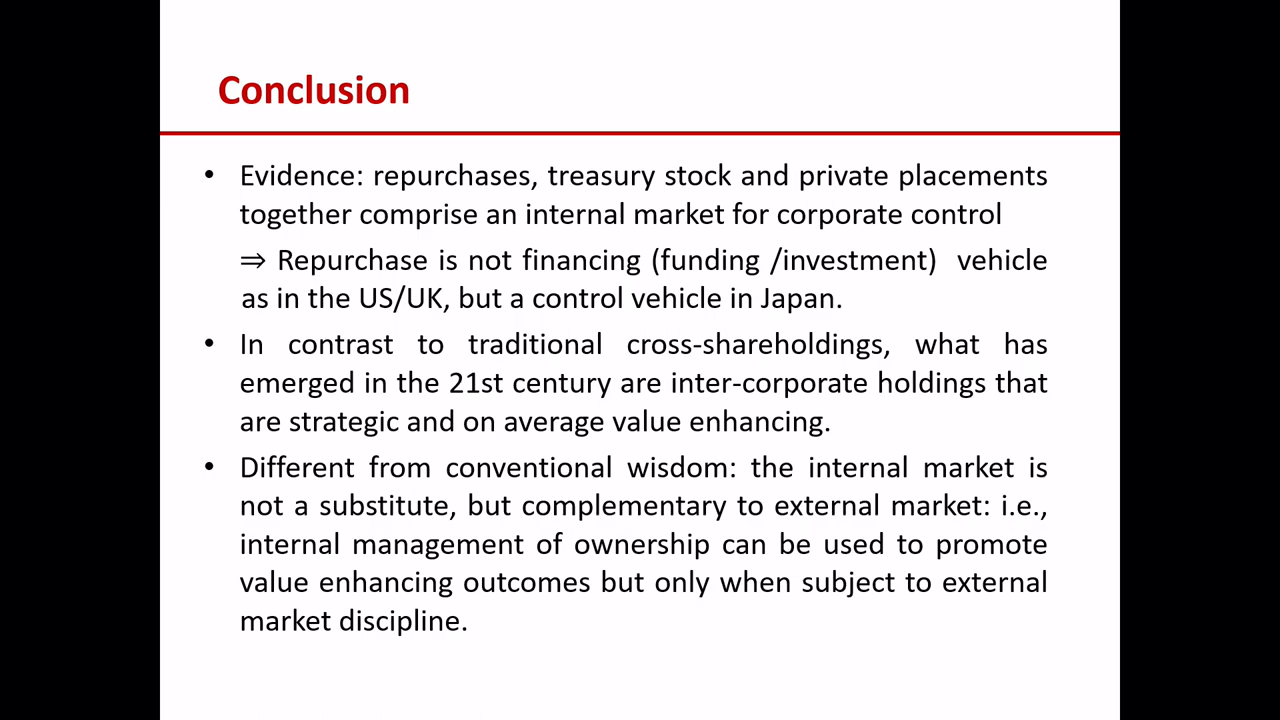 Conclusion
• Evidence: repurchases, treasury stock and private placements
together comprise an internal market for corporate control
⇒ Repurchase is not financing (funding /investment) vehicle
as in the US/UK, but a control vehicle in Japan.
• In contrast to traditional cross-shareholdings, what has
emerged in the 21st century are inter-corporate holdings that
are strategic and on average value enhancing.
• Different from conventional wisdom: the internal market is
not a substitute, but complementary to external market: i.e.,
internal management of ownership can be used to promote
value enhancing outcomes but only when subject to external
market discipline.